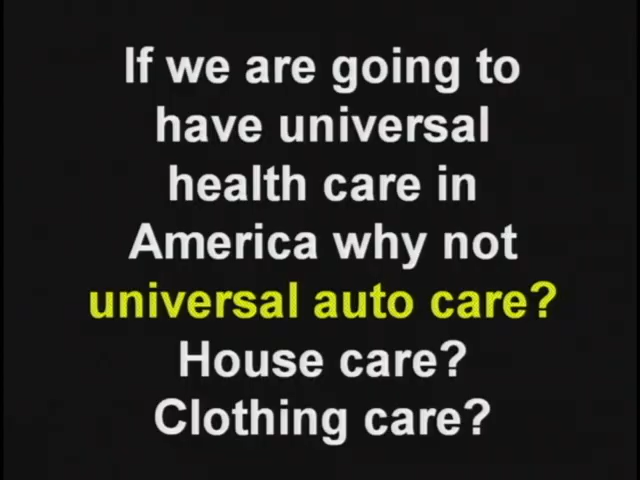 If we are going to
have universal
health care in
America why not
universal auto care?
House care?
Clothing care?